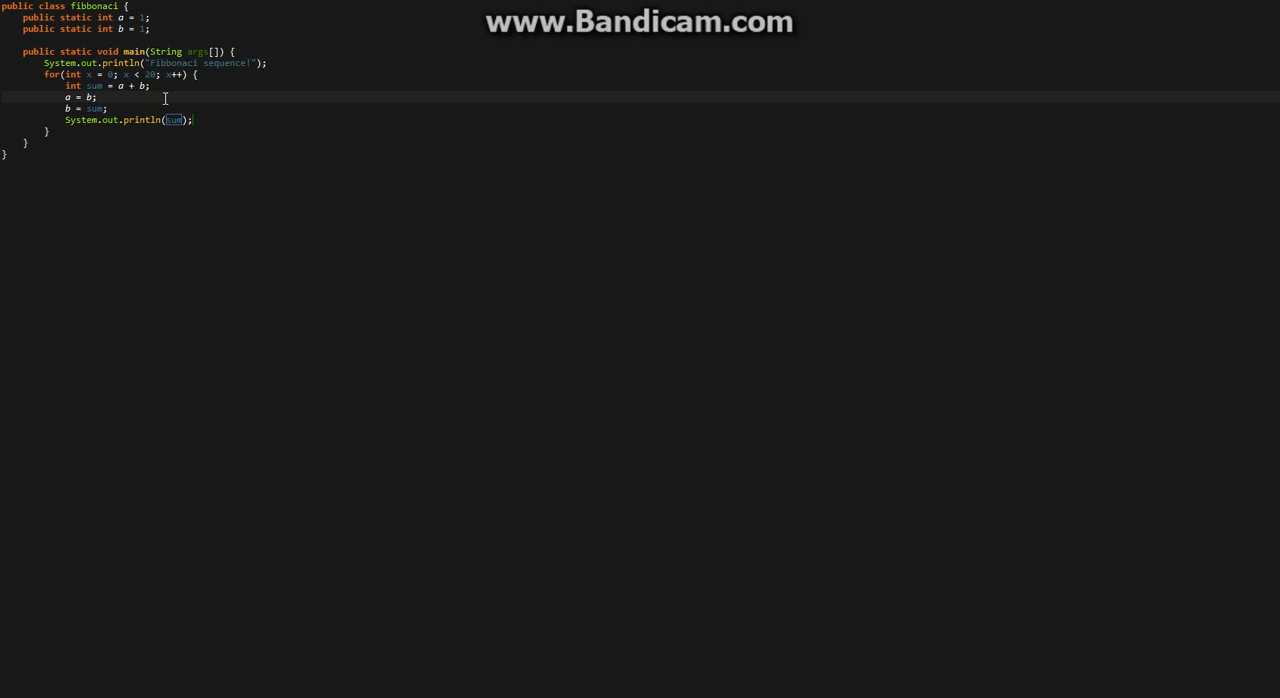 www.Bandicam.com
public class fibbonaci {
    public static int a = 1;
    public static int b = 1;
    public static void main(String args[]) {
        System.out.println("Fibbonaci sequence!");
        for(int x = 0; x < 20; x++) {
            int sum = a + b;
            a = b;
            b = sum;
            System.out.println(sum);
        }
    }
}